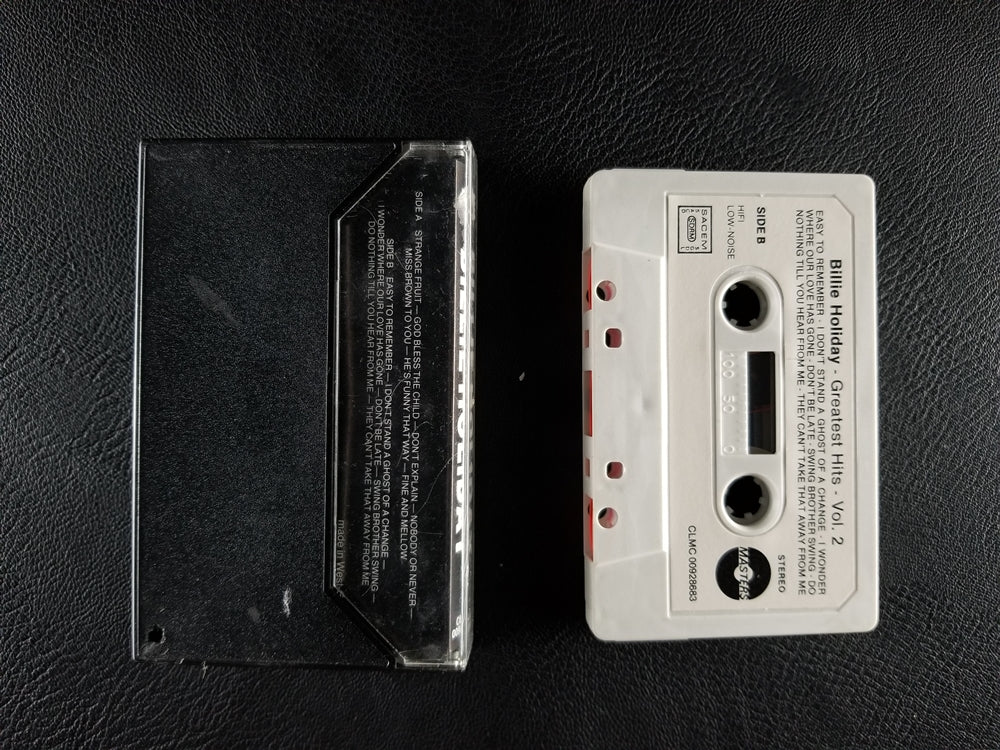 SIDE A STRANGE FRUIT — GOD BLESS THE CHILD — DON'T EXPLAIN — NOBODY OR NEVER —
MISS BROWN TO YOU — HE'S FUNNY THAT WAY — FINE AND MELLOW
SIDE B EASY TO REMEMBER — I DON'T STAND A GHOST OF A CHANGE —
I WONDER WHERE OUR LOVE HAS GONE — DON'T BE LATE — SWING BROTHER SWING —
DO NOTHING TILL YOU HEAR FROM ME — THEY CAN'T TAKE THAT AWAY FROM ME
made in West
BILLIE HOLIDAY
Billie Holiday - Greatest Hits - Vol. 2
EASY TO REMEMBER - I DON'T STAND A GHOST OF A CHANGE - I WONDER
WHERE OUR LOVE HAS GONE - DON'T BE LATE - SWING BROTHER SWING - DO
NOTHING TILL YOU HEAR FROM ME - THEY CAN'T TAKE THAT AWAY FROM ME
SIDE B
STEREO
HIFI
LOW-NOISE
SACEM
SDRM
100 50 0
MASTERS
CLMC 00928683